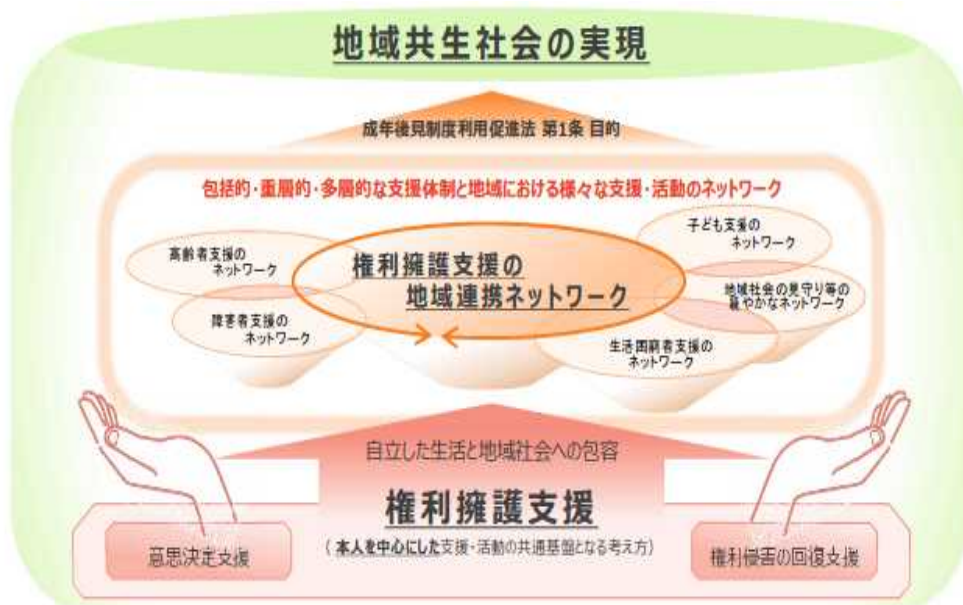 地域共生社会の実現
成年後見制度利用促進法 第1条 目的
包括的・重層的・多層的な支援体制と地域における様々な支援・活動のネットワーク
高齢者支援の
ネットワーク
障害者支援の
ネットワーク
権利擁護支援の
地域連携ネットワーク
子ども支援の
ネットワーク
地域社会の見守り等の
緩やかなネットワーク
生活困窮者支援の
ネットワーク
自立した生活と地域社会への包容
権利擁護支援
(本人を中心にした支援・活動の共通基盤となる考え方)
意思決定支援
権利侵害の回復支援